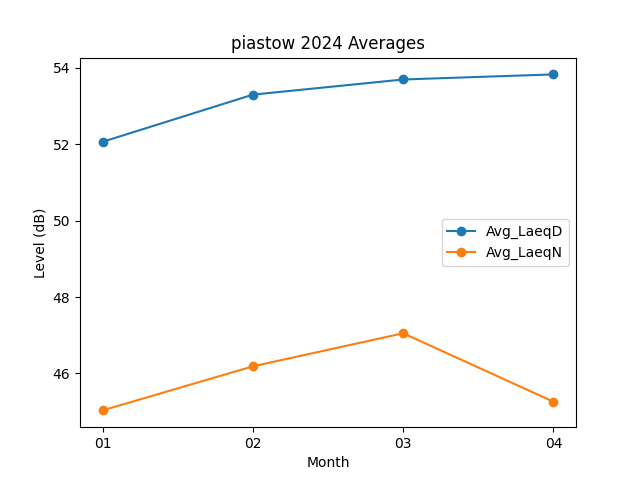 piastow 2024 Averages
54
52
50
48
46
Level (dB)
Avg_LaeqD
Avg_LaeqN
01 02 03 04
Month